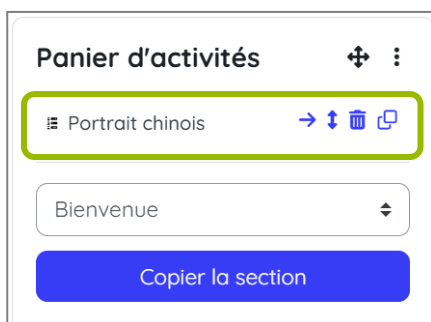 Panier d'activités
Portrait chinois
Bienvenue
Copier la section